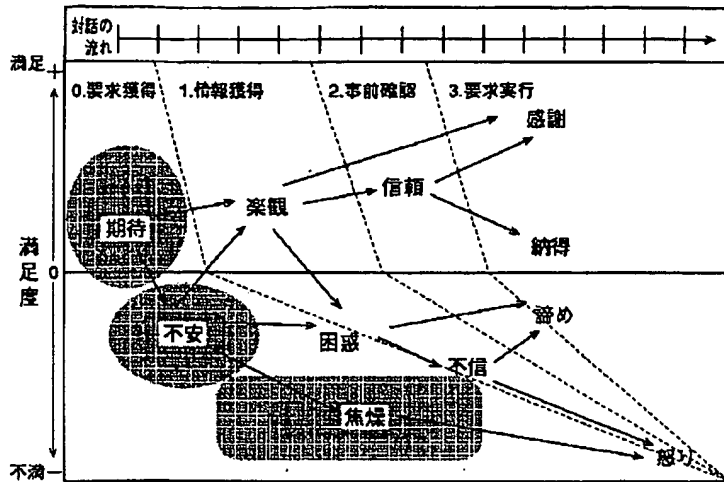 対話の
流れ
満足
0.要求獲得
1.情報獲得
2.事前確認
3.要求実行
感謝
信頼
楽観
期待
納得
満足度
0
0
諦め
不安
困惑
不信
焦燥
怒り
不満